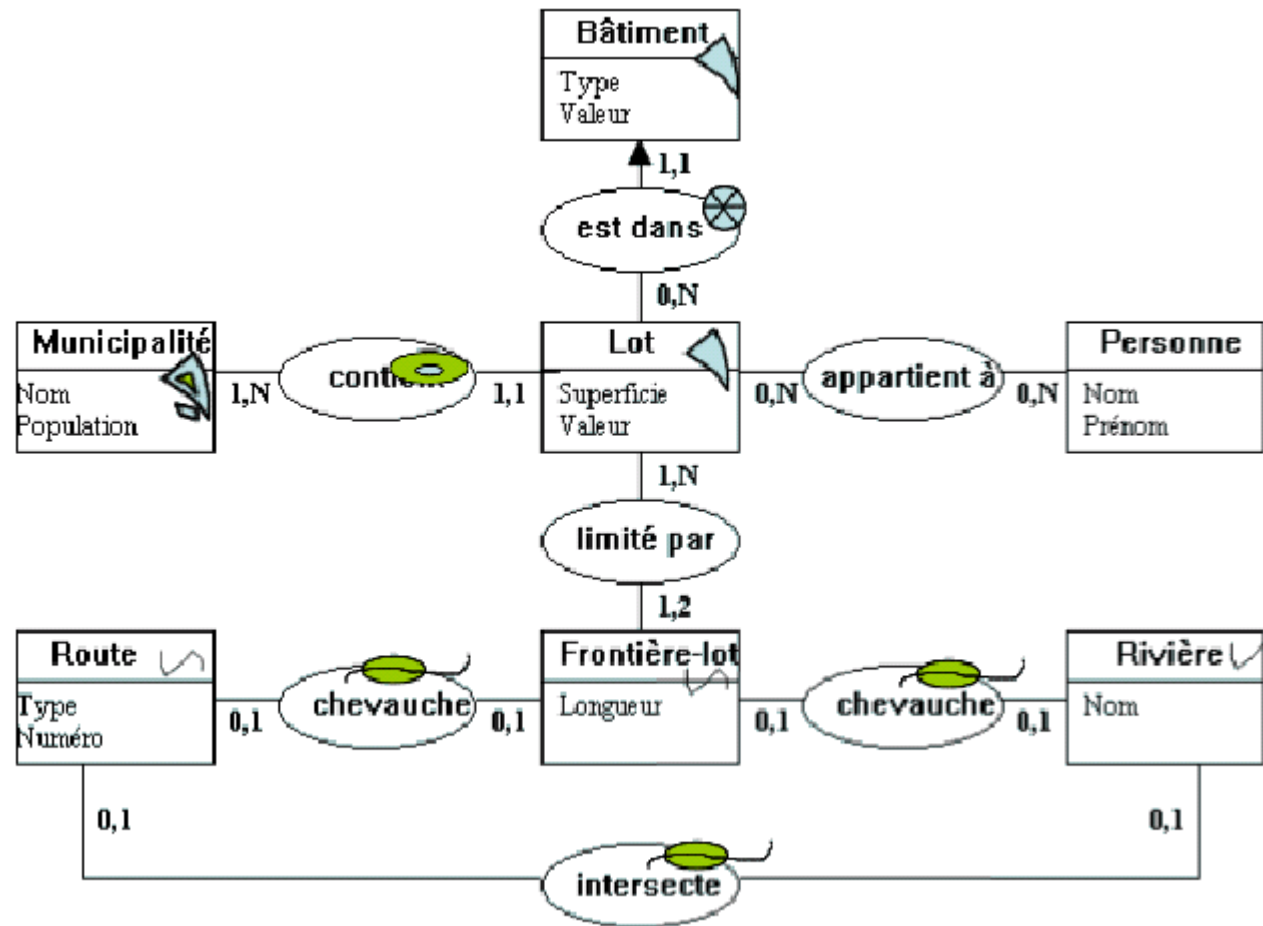 Bâtiment
Type
Valeur
1,1
est dans
0,N
Municipalité
Nom
Population
1,N
1,1
Lot
Superficie
Valeur
0,N
appartient à
0,N
Personne
Nom
Prénom
1,N
limité par
1,2
Route
Type
Numéro
0,1
chevauche
0,1
Frontière-lot
Longueur
0,1
chevauche
0,1
Rivière
Nom
0,1
0,1
intersecte